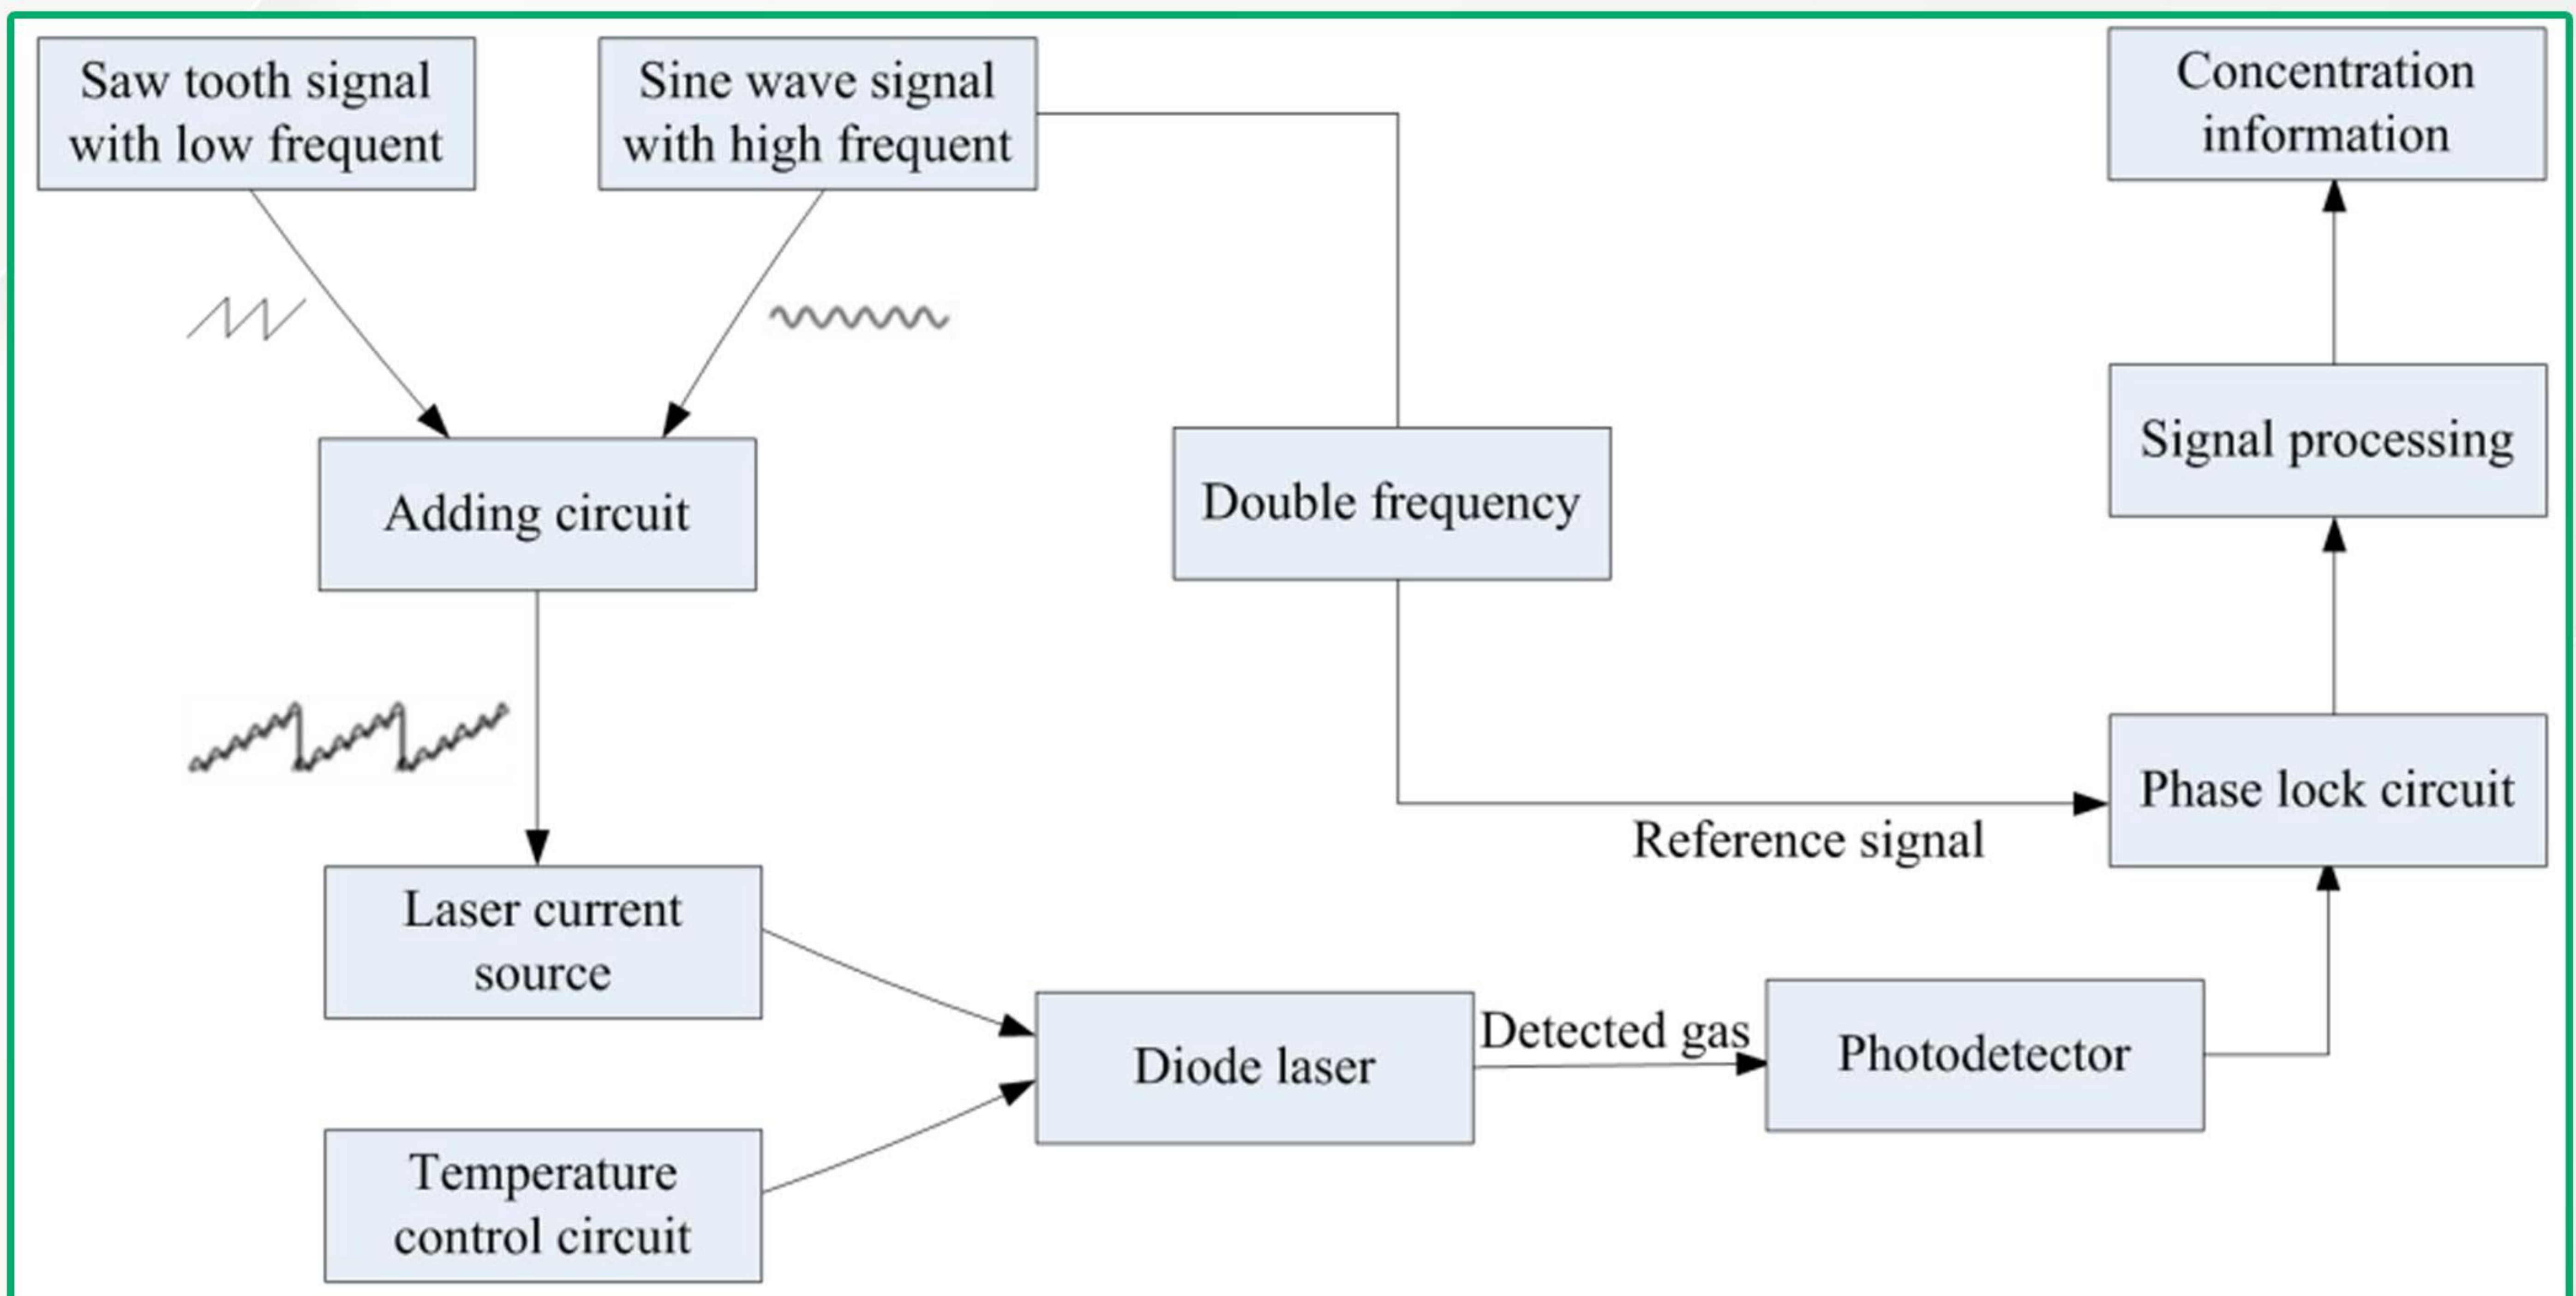 Saw tooth signal
with low frequent
Sine wave signal
with high frequent
Concentration
information
Adding circuit
Double frequency
Signal processing
Phase lock circuit
Reference signal
Laser current
source
Diode laser
Detected gas
Photodetector
Temperature
control circuit